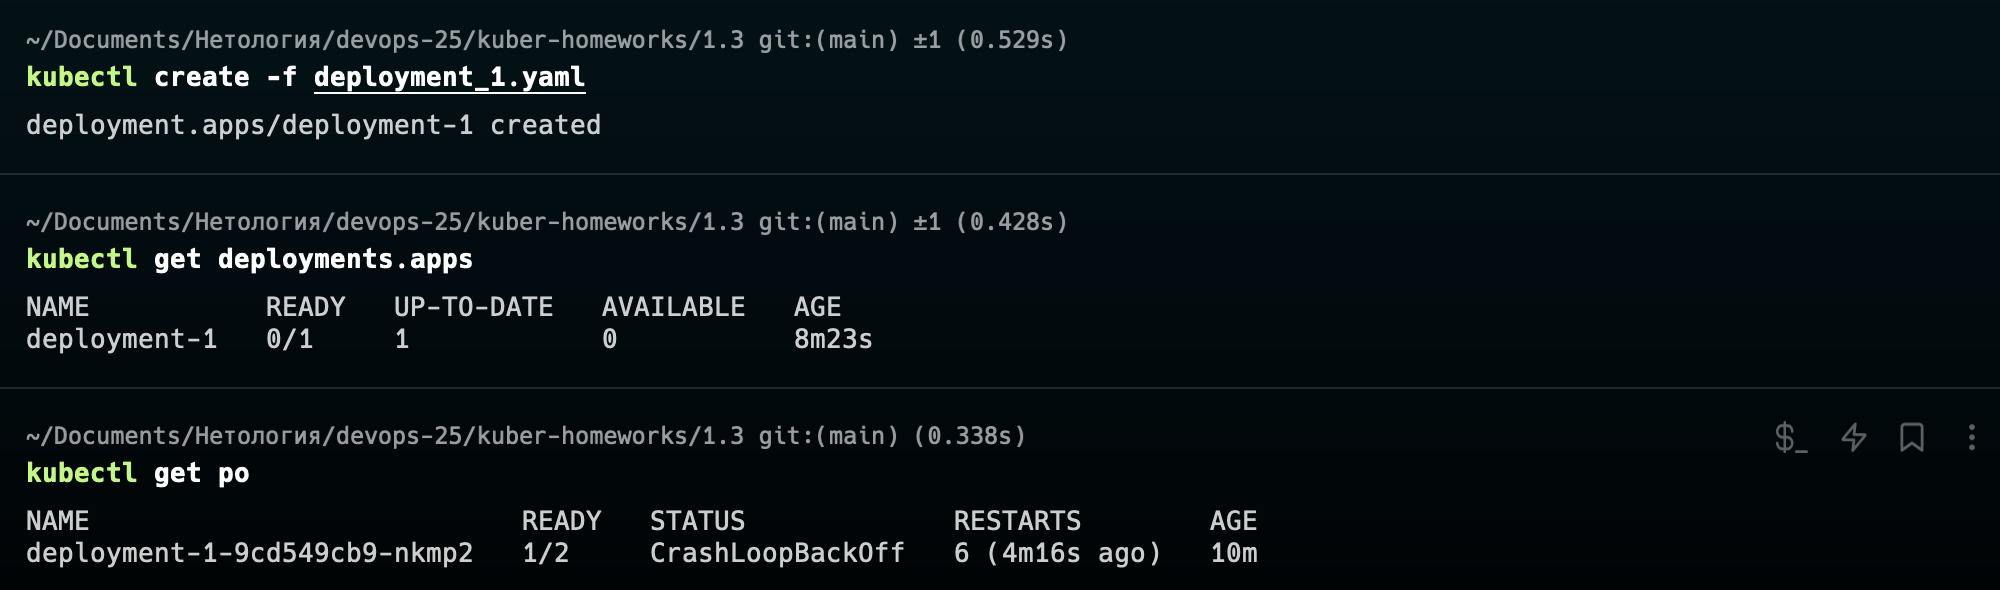 ~/Documents/Нетология/devops-25/kuber-homeworks/1.3 git:(main) ±1 (0.529s)
kubectl create -f deployment_1.yaml
deployment.apps/deployment-1 created
~/Documents/Нетология/devops-25/kuber-homeworks/1.3 git:(main) ±1 (0.428s)
kubectl get deployments.apps
NAME READY UP-TO-DATE AVAILABLE AGE
deployment-1 0/1 1 0 8m23s
~/Documents/Нетология/devops-25/kuber-homeworks/1.3 git:(main) (0.338s)
kubectl get po
NAME READY STATUS RESTARTS AGE
deployment-1-9cd549cb9-nkmp2 1/2 CrashLoopBackOff 6 (4m16s ago) 10m